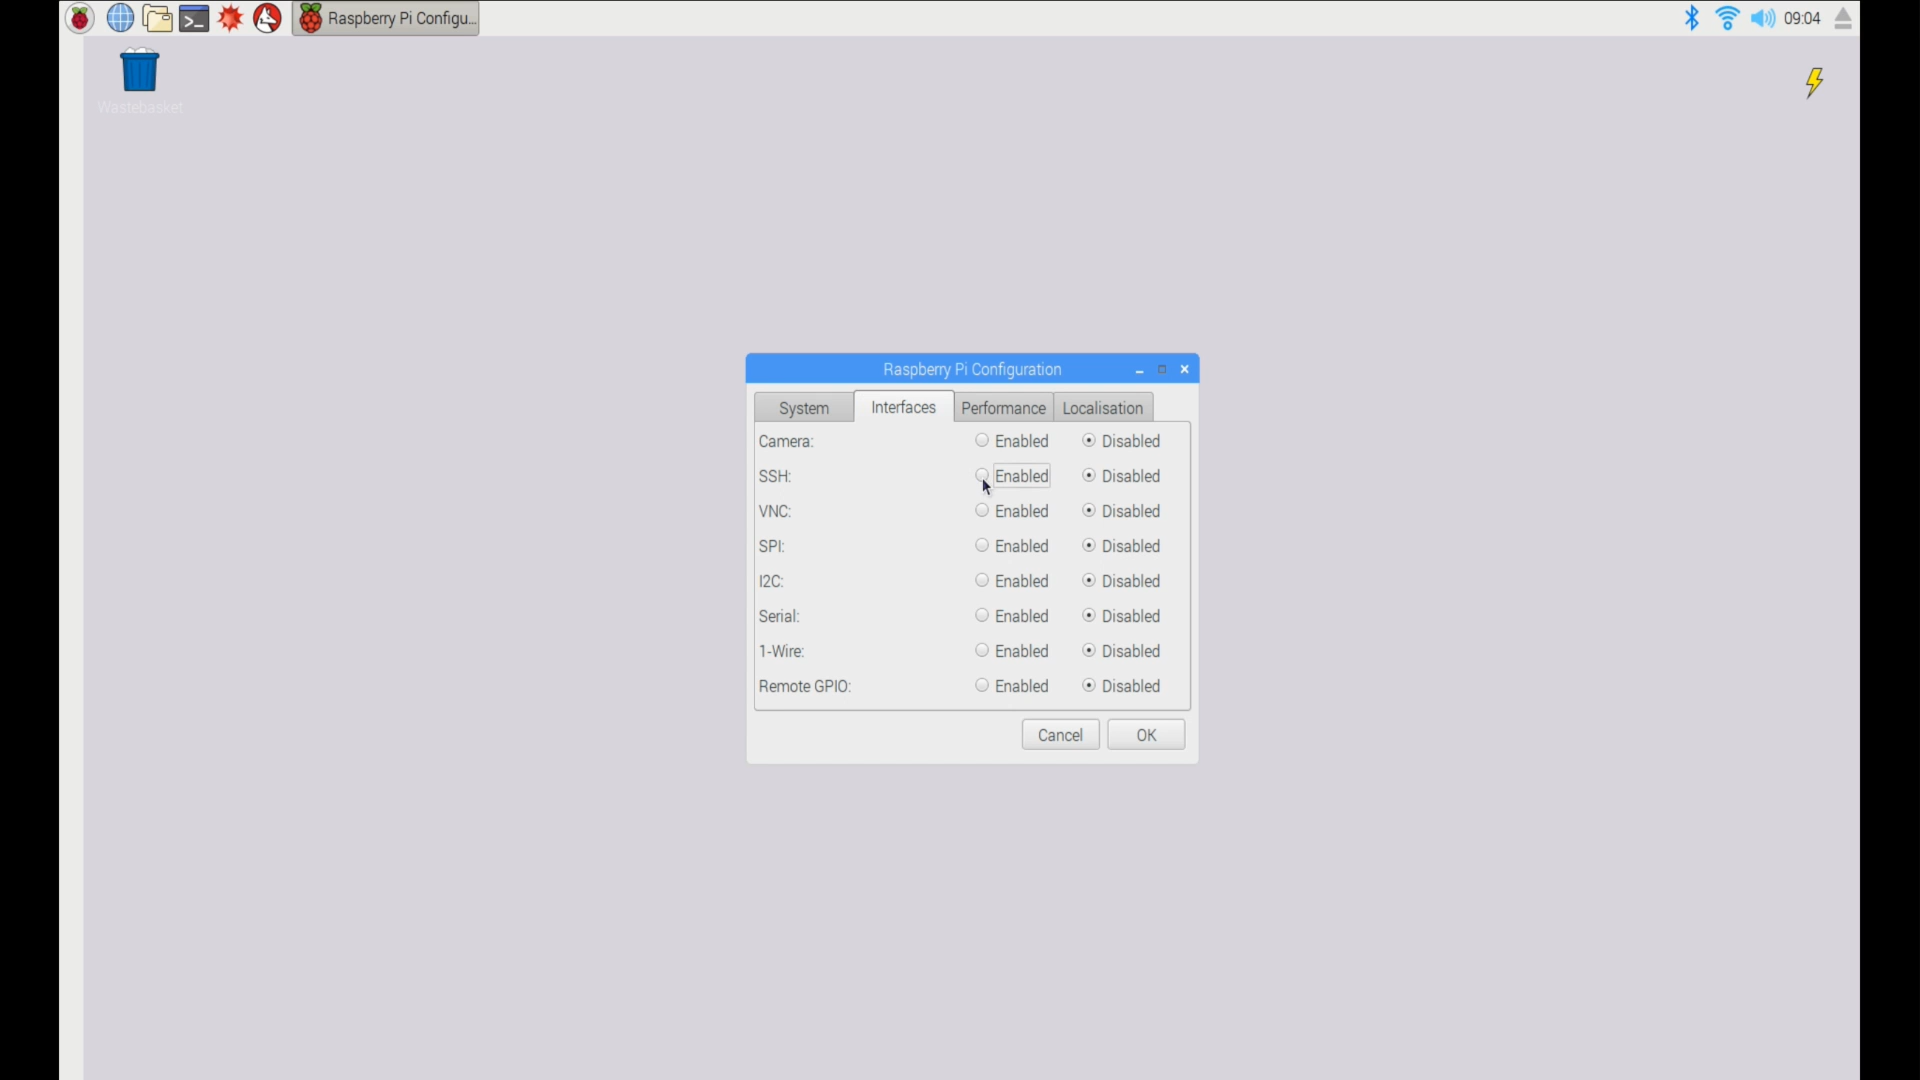 Raspberry Pi Configu...
09:04
Wastebasket
Raspberry Pi Configuration
System Interfaces Performance Localisation
Camera: Enabled Disabled
SSH: Enabled Disabled
VNC: Enabled Disabled
SPI: Enabled Disabled
I2C: Enabled Disabled
Serial: Enabled Disabled
1-Wire: Enabled Disabled
Remote GPIO: Enabled Disabled
Cancel OK